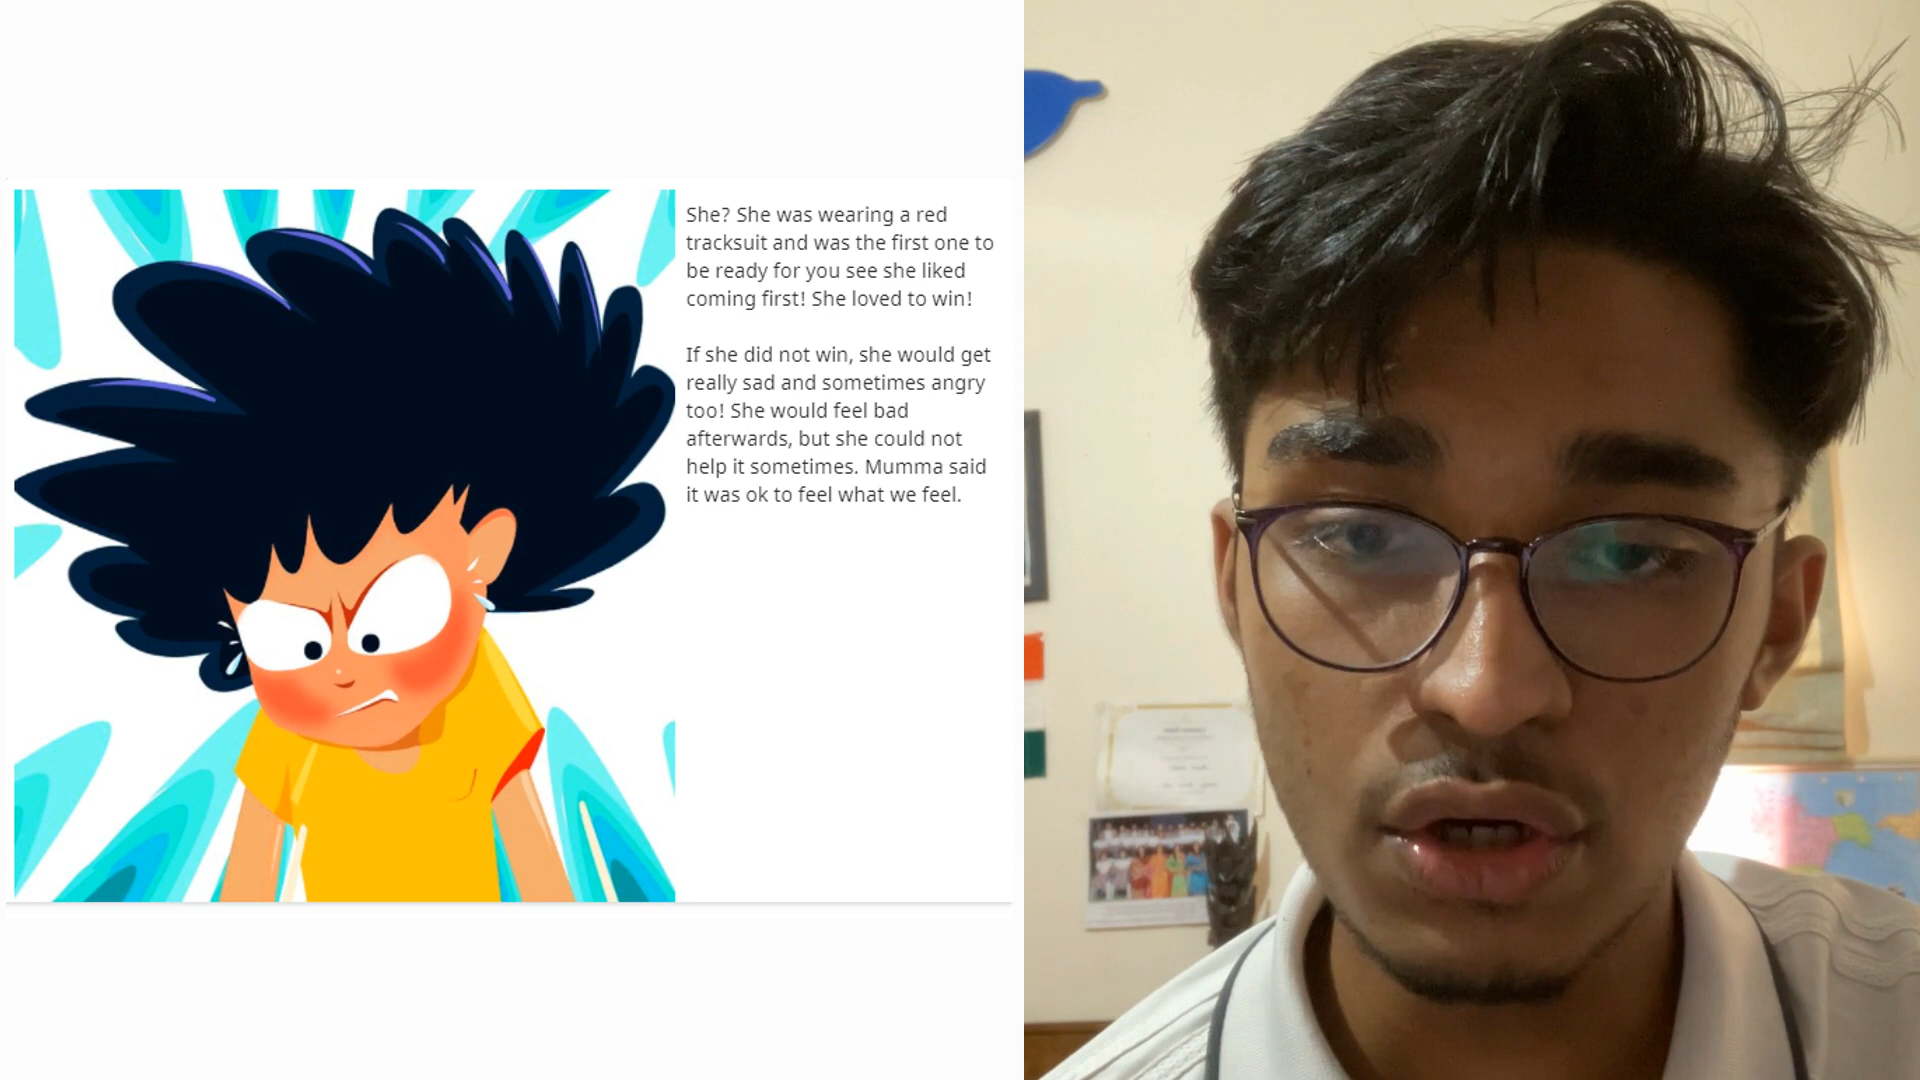 She? She was wearing a red
tracksuit and was the first one to
be ready for you see she liked
coming first! She loved to win!
If she did not win, she would get
really sad and sometimes angry
too! She would feel bad
afterwards, but she could not
help it sometimes. Mumma said
it was ok to feel what we feel.